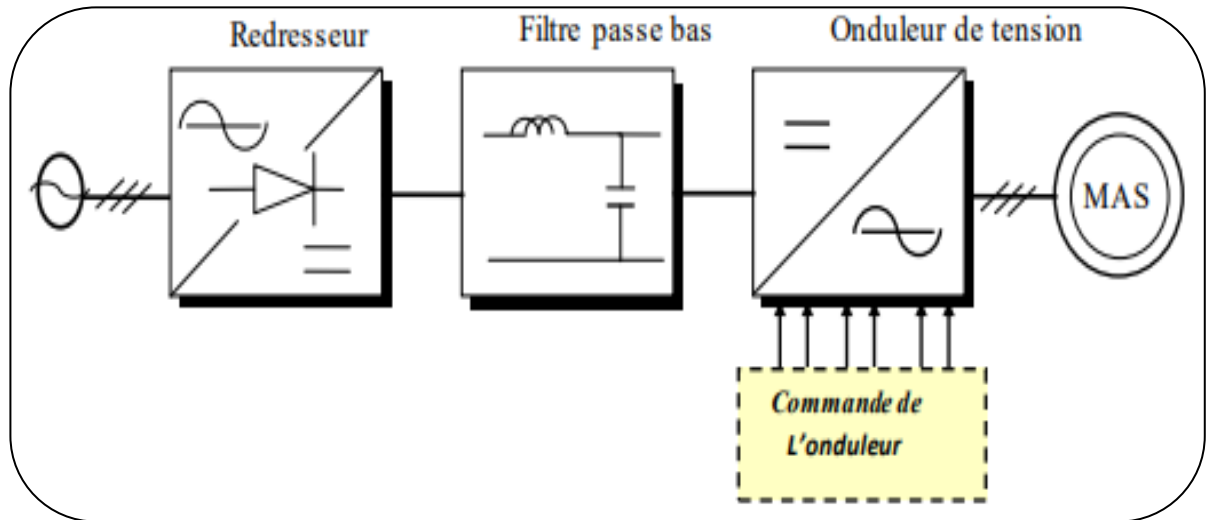 Redresseur
Filtre passe bas
Onduleur de tension
MAS
Commande de
L’onduleur